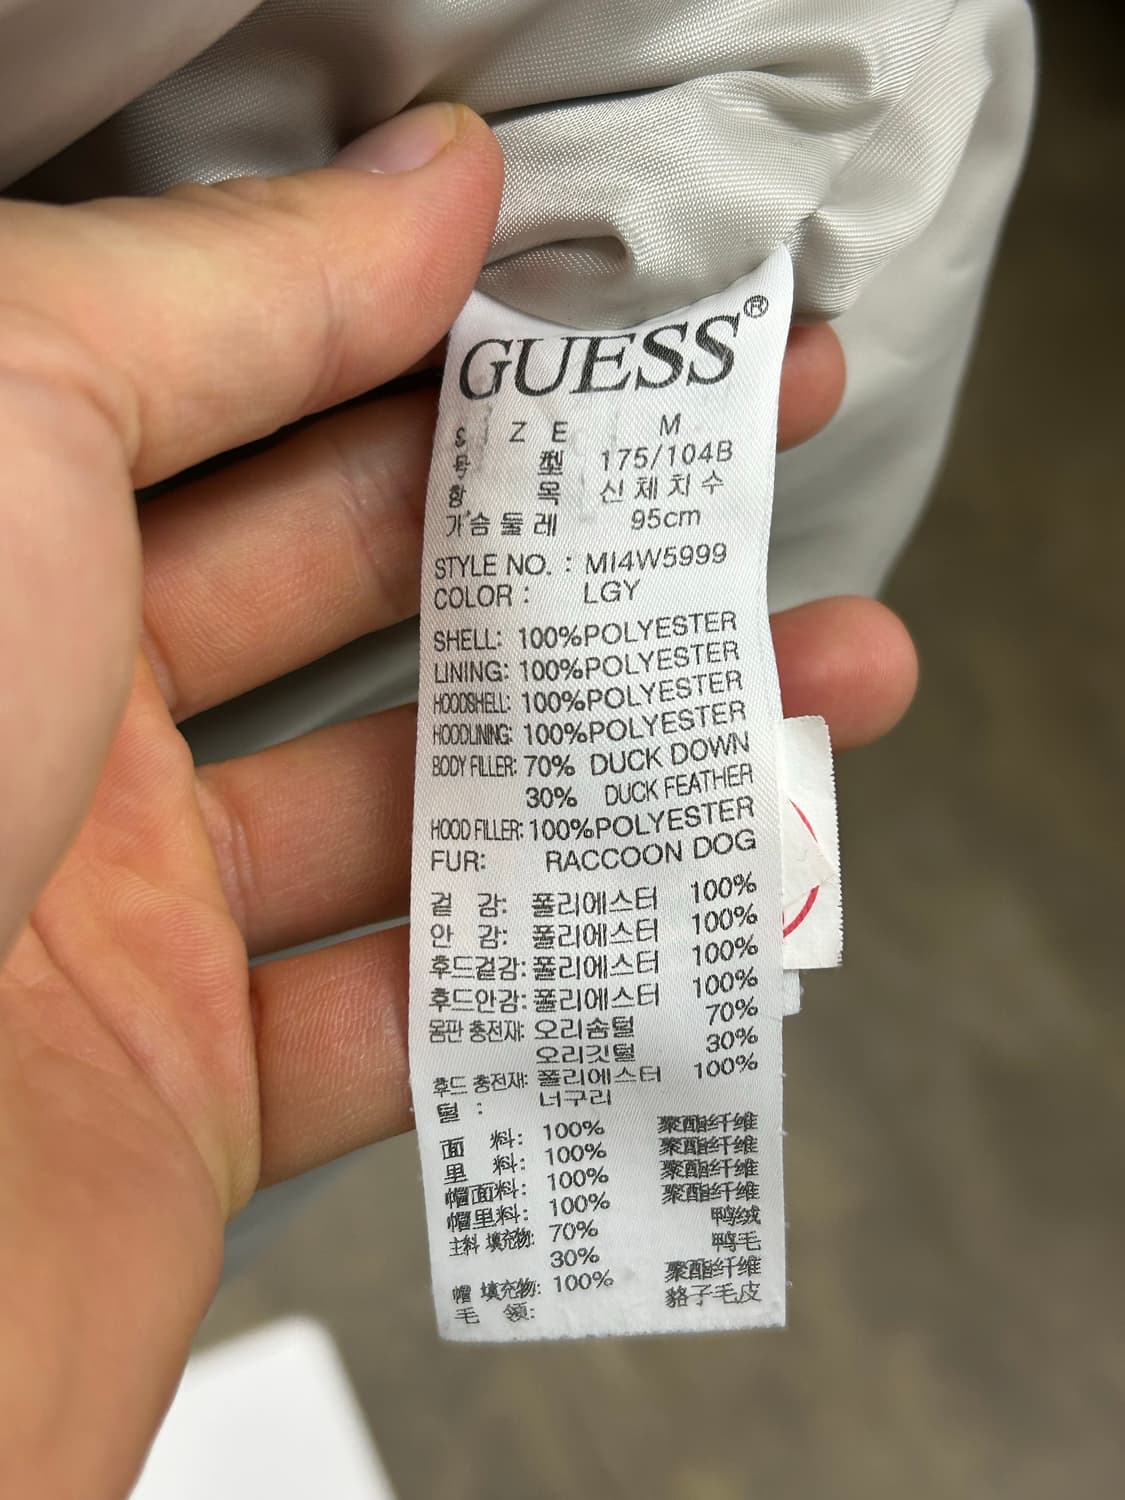 GUESS®
SIZE M
号型 175/104B
항목 신체치수
가슴둘레 95cm
STYLE NO. : MI4W5999
COLOR : LGY
SHELL: 100%POLYESTER
LINING: 100%POLYESTER
HOODSHELL: 100%POLYESTER
HOODLINING: 100%POLYESTER
BODY FILLER: 70% DUCK DOWN
30% DUCK FEATHER
HOOD FILLER: 100%POLYESTER
FUR: RACCOON DOG
겉감: 폴리에스터 100%
안감: 폴리에스터 100%
후드겉감: 폴리에스터 100%
후드안감: 폴리에스터 100%
몸판 충전재: 오리솜털 70%
오리깃털 30%
후드 충전재: 폴리에스터 100%
털 : 너구리
面料: 100% 聚酯纤维
里料: 100% 聚酯纤维
帽面料: 100% 聚酯纤维
帽里料: 100% 聚酯纤维
主料 填充物: 70% 鸭绒
30% 鸭毛
帽 填充物: 100% 聚酯纤维
毛领: 貉子毛皮